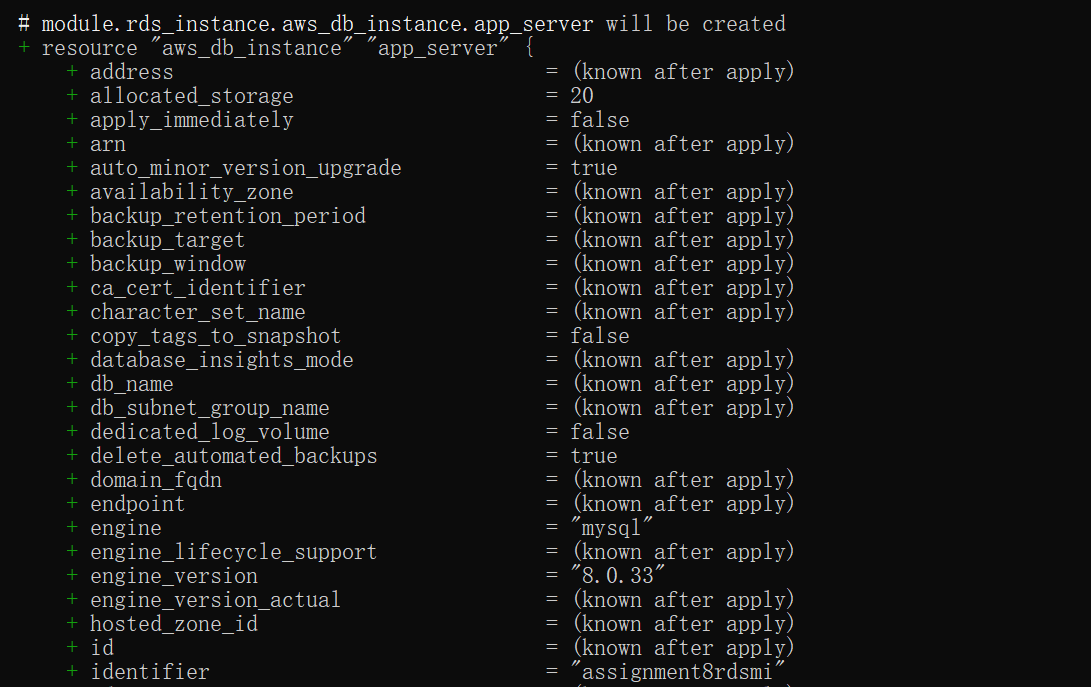 # module.rds_instance.aws_db_instance.app_server will be created
+ resource "aws_db_instance" "app_server" {
+ address = (known after apply)
+ allocated_storage = 20
+ apply_immediately = false
+ arn = (known after apply)
+ auto_minor_version_upgrade = true
+ availability_zone = (known after apply)
+ backup_retention_period = (known after apply)
+ backup_target = (known after apply)
+ backup_window = (known after apply)
+ ca_cert_identifier = (known after apply)
+ character_set_name = (known after apply)
+ copy_tags_to_snapshot = false
+ database_insights_mode = (known after apply)
+ db_name = (known after apply)
+ db_subnet_group_name = (known after apply)
+ dedicated_log_volume = false
+ delete_automated_backups = true
+ domain_fqdn = (known after apply)
+ endpoint = (known after apply)
+ engine = "mysql"
+ engine_lifecycle_support = (known after apply)
+ engine_version = "8.0.33"
+ engine_version_actual = (known after apply)
+ hosted_zone_id = (known after apply)
+ id = (known after apply)
+ identifier = "assignment8rdsmi"